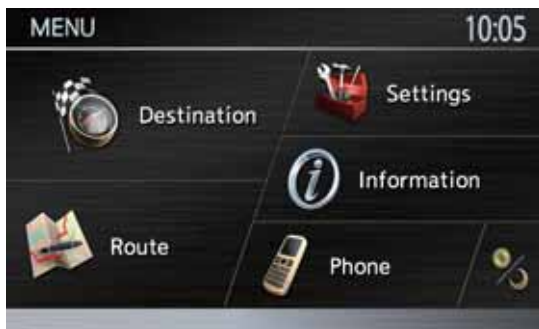 MENU 10:05
Destination
Settings
Information
Route
Phone